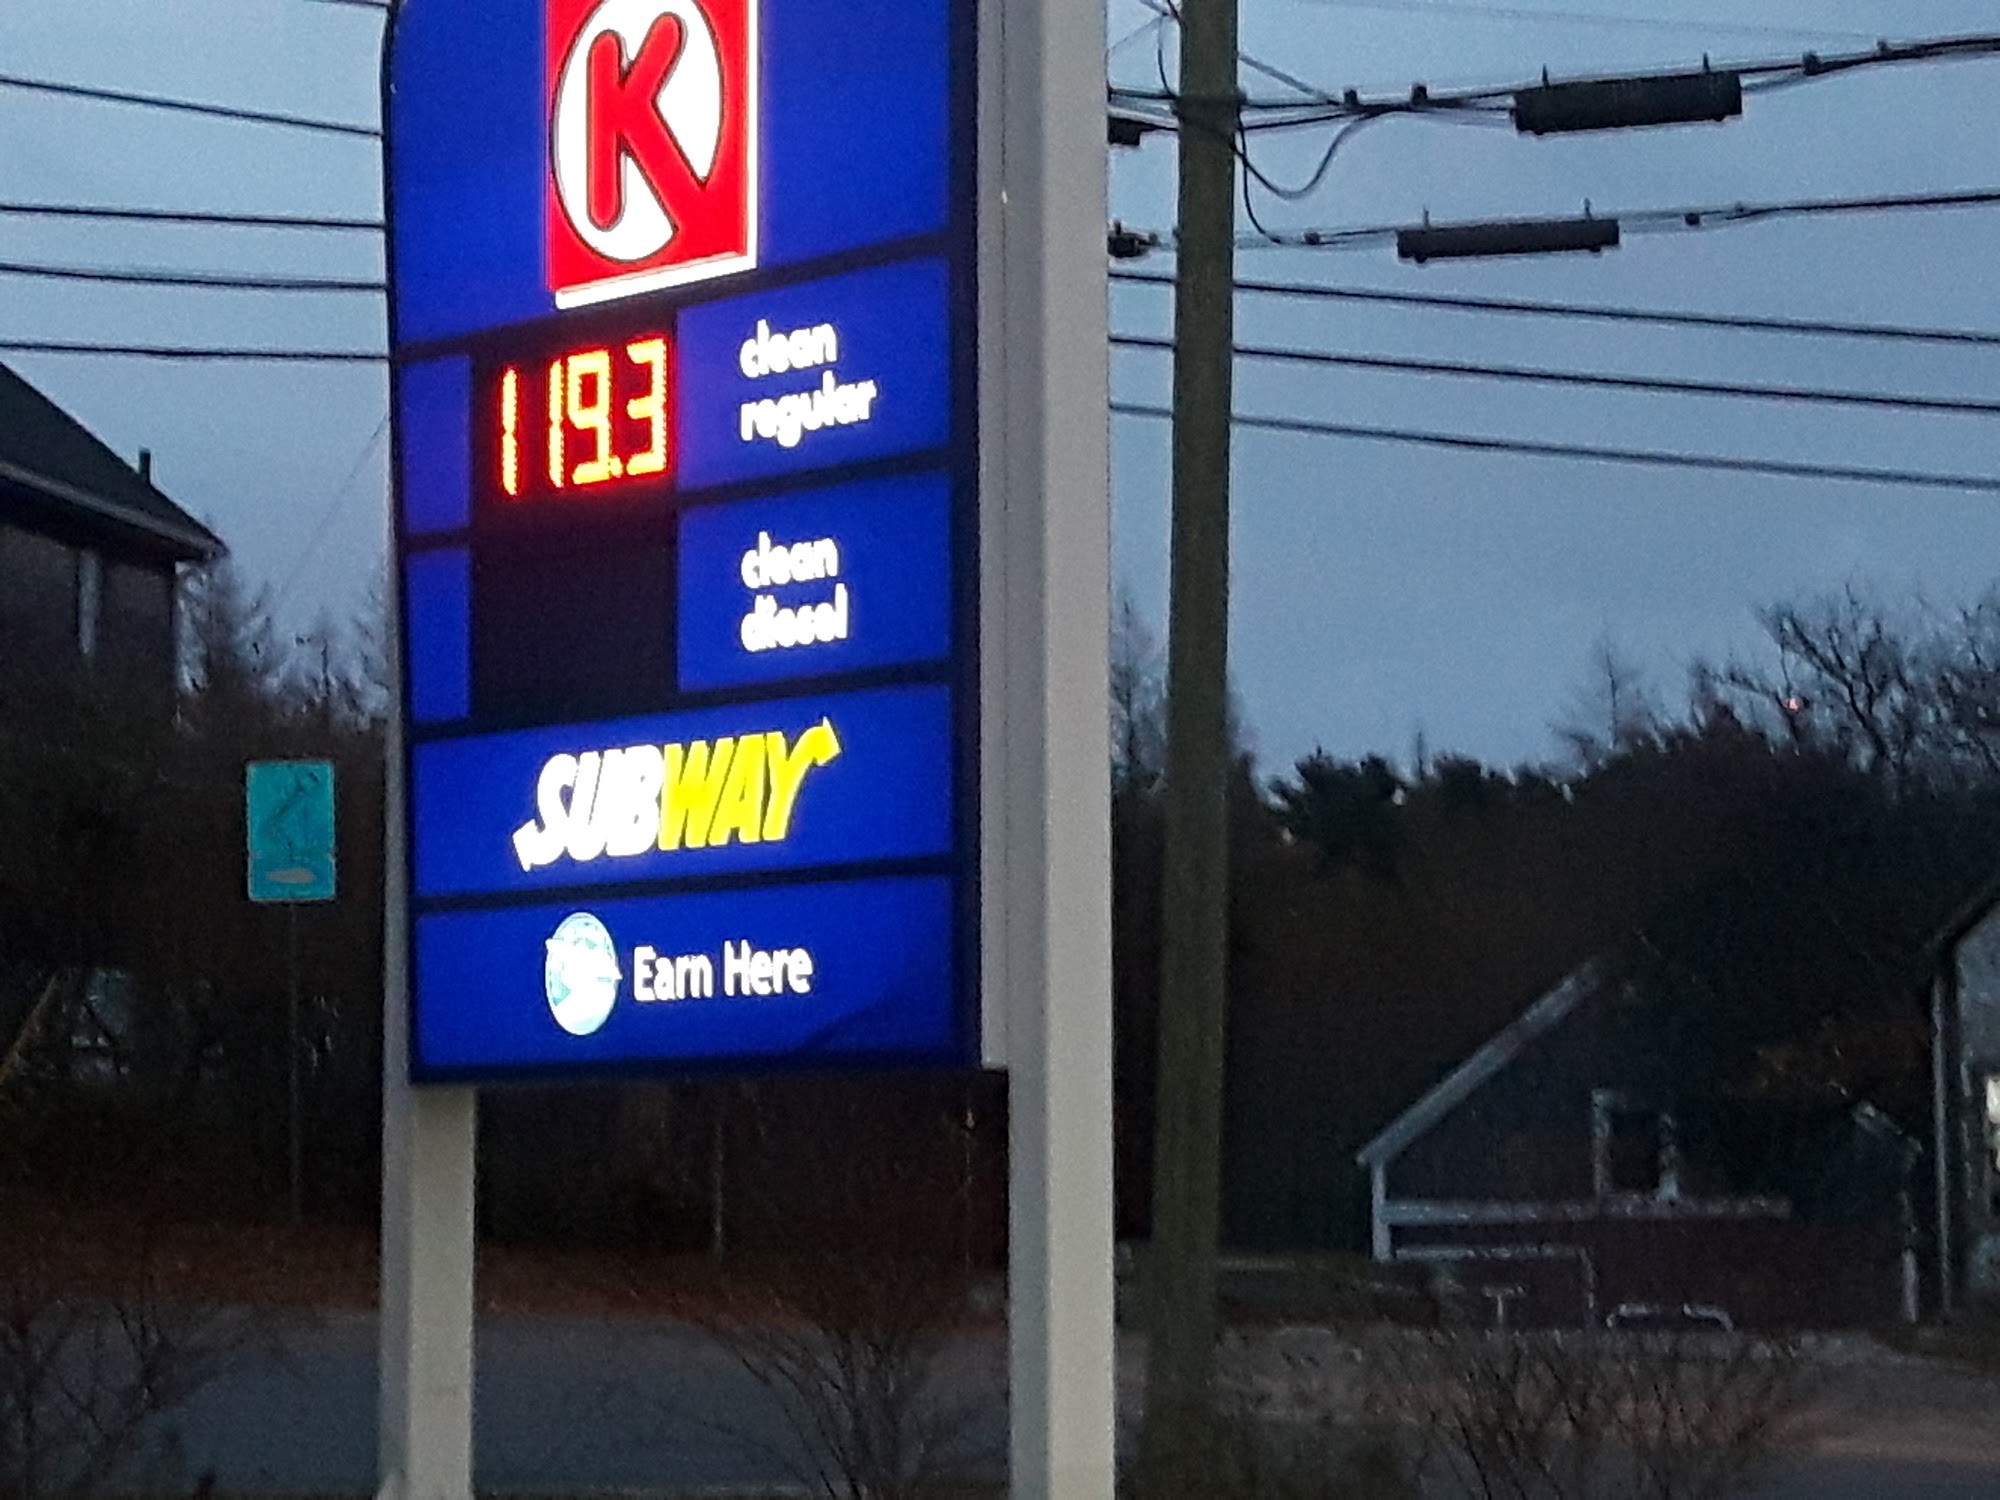 K
119.3
clean
regular
clean
diesel
SUBWAY
Earn Here